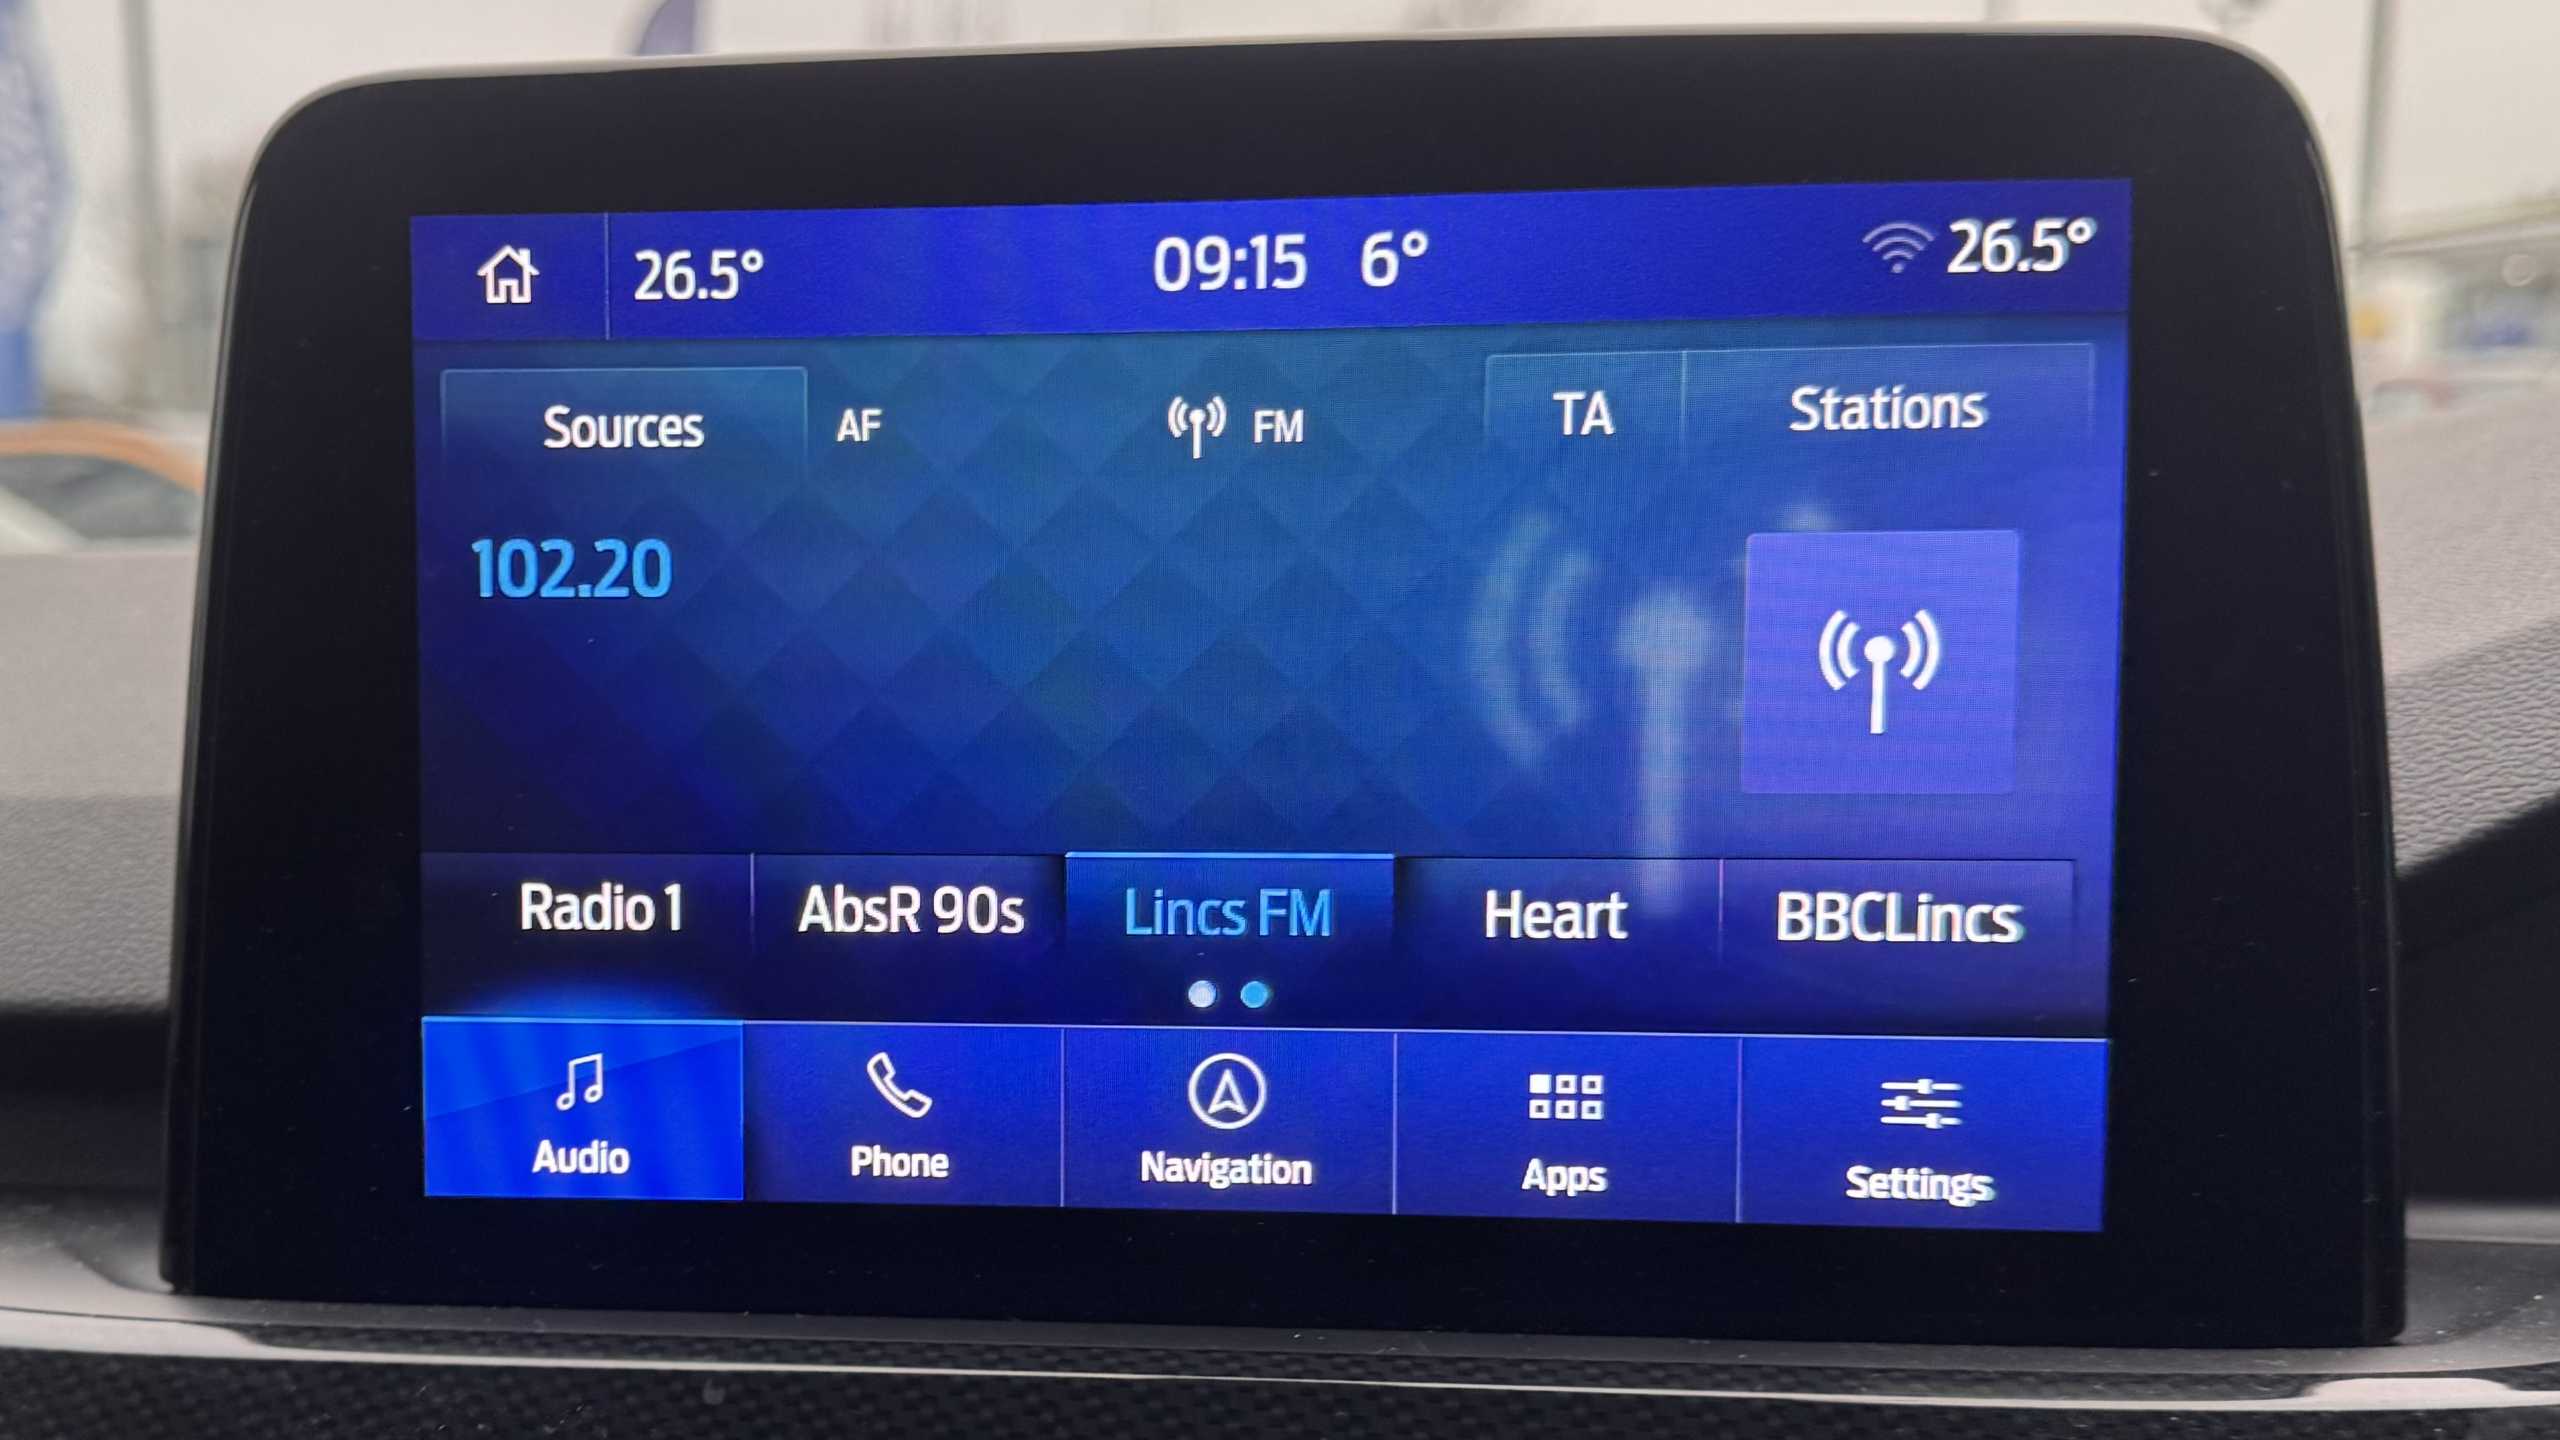 26.5° 09:15 6° 26.5°
Sources AF FM TA Stations
102.20
Radio 1 AbsR 90s Lincs FM Heart BBCLincs
Audio Phone Navigation Apps Settings